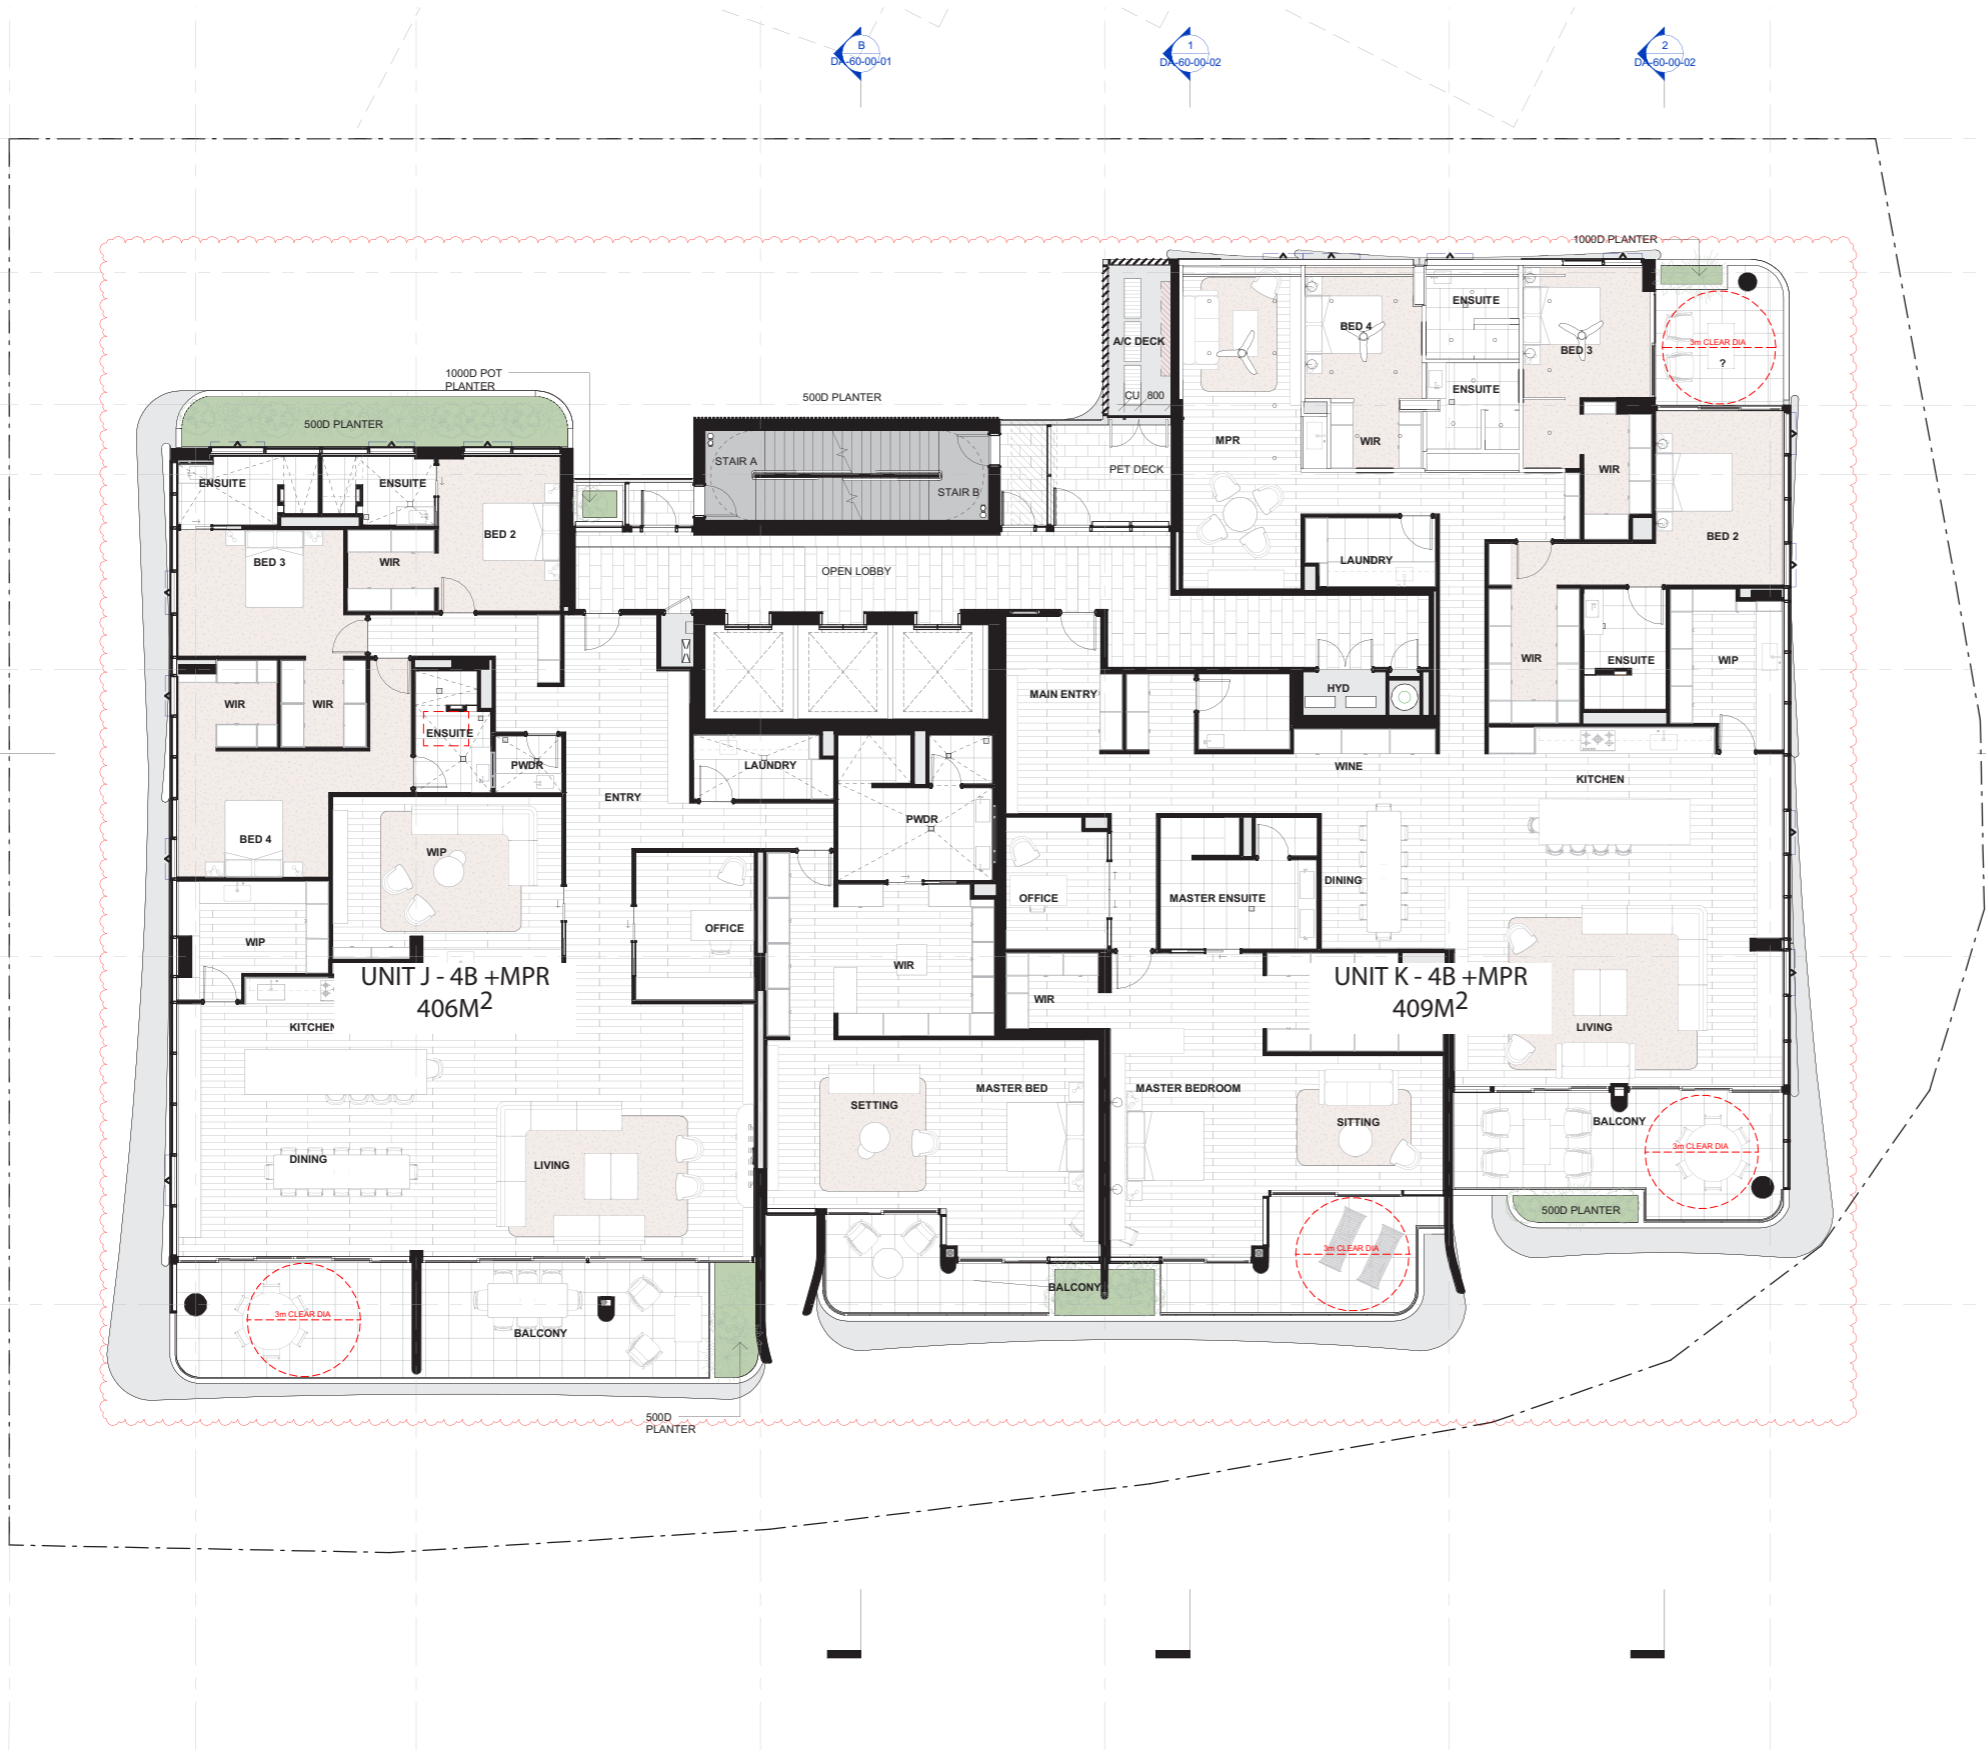 B
DA-60-00-01
1
DA-60-00-02
2
DA-60-00-02
1000D PLANTER
ENSUITE
BED 4
BED 3
A/C DECK
3m CLEAR DIA
?
1000D POT
PLANTER
ENSUITE
CU 800
500D PLANTER
500D PLANTER
MPR
WIR
STAIR A
PET DECK
WIR
ENSUITE
ENSUITE
STAIR B
BED 2
BED 2
BED 3
WIR
OPEN LOBBY
LAUNDRY
WIR
ENSUITE
WIP
HYD
MAIN ENTRY
WIR
WIR
ENSUITE
PWDR
LAUNDRY
WINE
KITCHEN
ENTRY
PWDR
BED 4
WIP
DINING
OFFICE
MASTER ENSUITE
OFFICE
WIP
WIR
UNIT J - 4B +MPR
406M2
UNIT K - 4B +MPR
409M2
WIR
KITCHEN
LIVING
MASTER BED
MASTER BEDROOM
SETTING
SITTING
BALCONY
3m CLEAR DIA
DINING
LIVING
500D PLANTER
3m CLEAR DIA
BALCONY
3m CLEAR DIA
BALCONY
500D
PLANTER